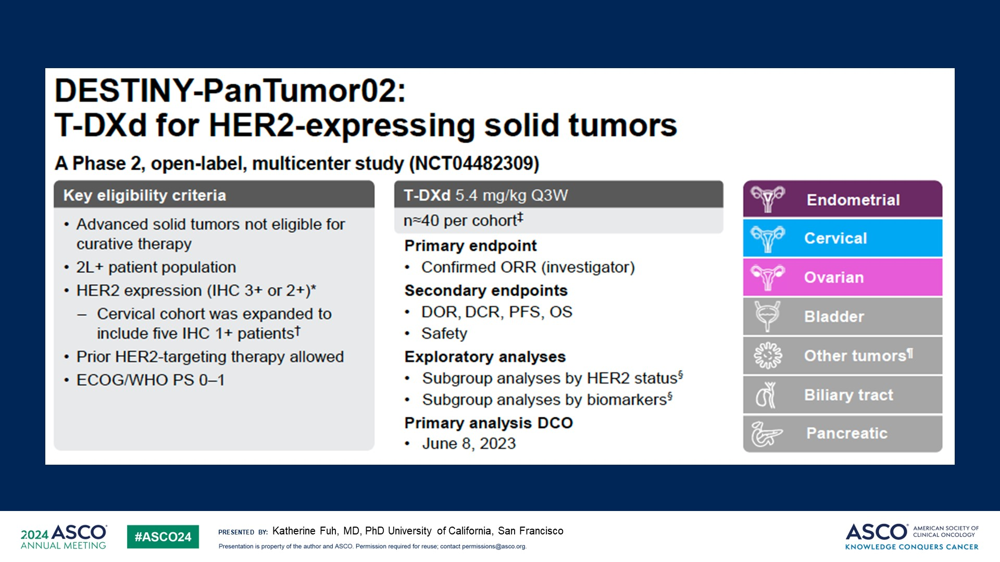 DESTINY-PanTumor02:
T-DXd for HER2-expressing solid tumors
A Phase 2, open-label, multicenter study (NCT04482309)
Key eligibility criteria
• Advanced solid tumors not eligible for
curative therapy
• 2L+ patient population
• HER2 expression (IHC 3+ or 2+)*
– Cervical cohort was expanded to
include five IHC 1+ patients†
• Prior HER2-targeting therapy allowed
• ECOG/WHO PS 0–1
T-DXd 5.4 mg/kg Q3W
n≈40 per cohort‡
Primary endpoint
• Confirmed ORR (investigator)
Secondary endpoints
• DOR, DCR, PFS, OS
• Safety
Exploratory analyses
• Subgroup analyses by HER2 status§
• Subgroup analyses by biomarkers§
Primary analysis DCO
• June 8, 2023
Endometrial
Cervical
Ovarian
Bladder
Other tumors¶
Biliary tract
Pancreatic
2024 ASCO®
ANNUAL MEETING
#ASCO24
PRESENTED BY: Katherine Fuh, MD, PhD University of California, San Francisco
Presentation is property of the author and ASCO. Permission required for reuse; contact permissions@asco.org.
ASCO® AMERICAN SOCIETY OF
CLINICAL ONCOLOGY
KNOWLEDGE CONQUERS CANCER